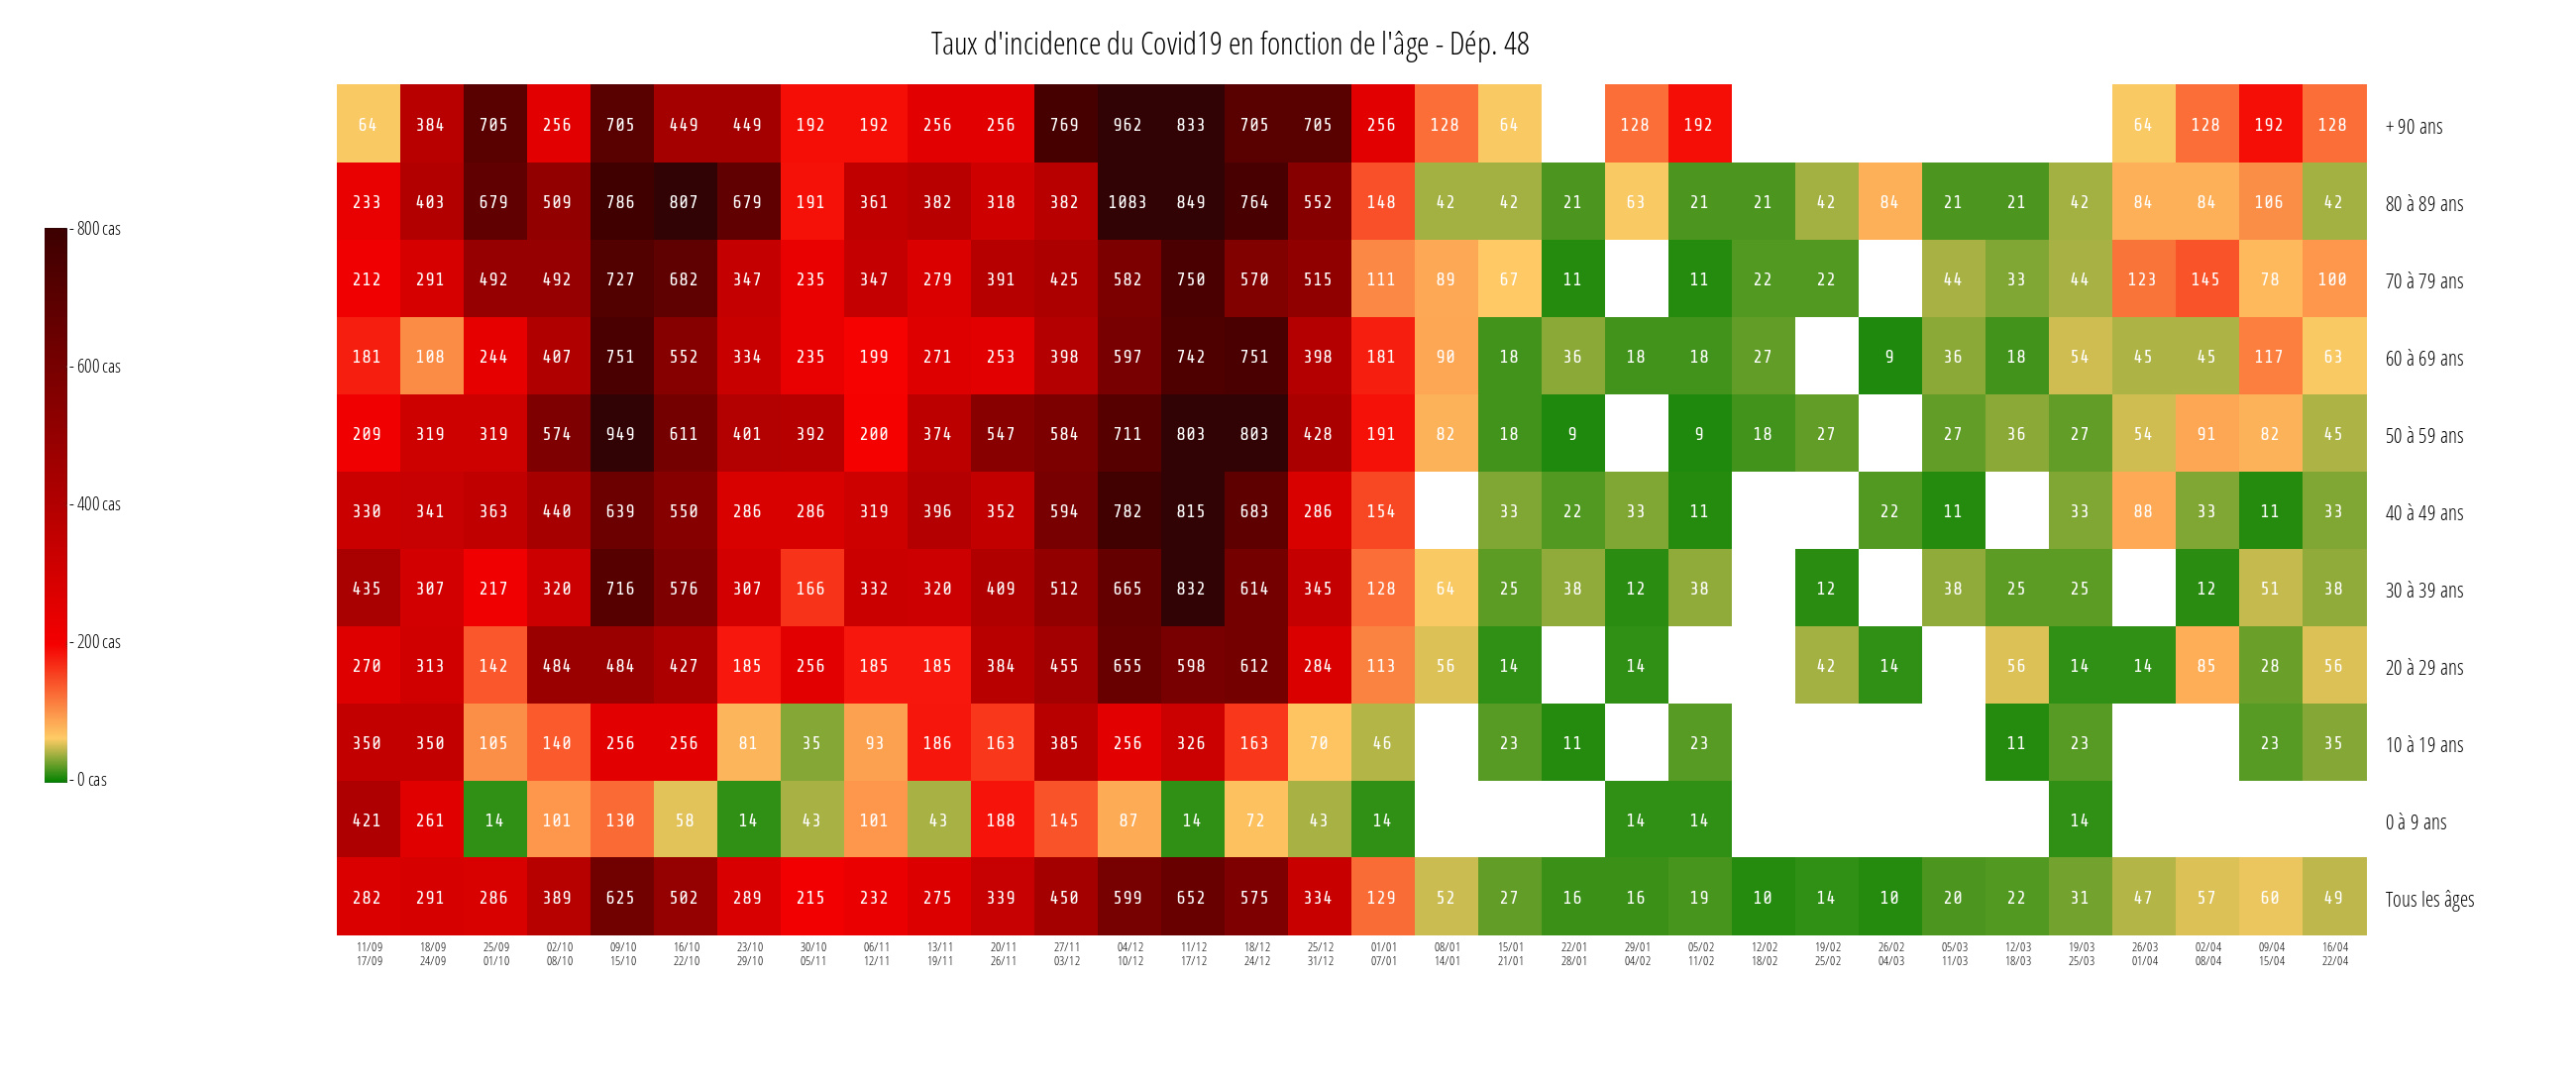 Taux d'incidence du Covid19 en fonction de l'âge - Dép. 48
64 384 705 256 705 449 449 192 192 256 256 769 962 833 705 705 256 128 64 128 192 64 128 192 128 + 90 ans
233 403 679 509 786 807 679 191 361 382 318 382 1083 849 764 552 148 42 42 21 63 21 21 42 84 21 21 42 84 84 106 42 80 à 89 ans
212 291 492 492 727 682 347 235 347 279 391 425 582 750 570 515 111 89 67 11 11 22 22 44 33 44 123 145 78 100 70 à 79 ans
181 108 244 407 751 552 334 235 199 271 253 398 597 742 751 398 181 90 18 36 18 18 27 9 36 18 54 45 45 117 63 60 à 69 ans
209 319 319 574 949 611 401 392 200 374 547 584 711 803 803 428 191 82 18 9 9 18 27 27 36 27 54 91 82 45 50 à 59 ans
330 341 363 440 639 550 286 286 319 396 352 594 782 815 683 286 154 33 22 33 11 22 11 33 88 33 11 33 40 à 49 ans
435 307 217 320 716 576 307 166 332 320 409 512 665 832 614 345 128 64 25 38 12 38 12 38 25 25 12 51 38 30 à 39 ans
270 313 142 484 484 427 185 256 185 185 384 455 655 598 612 284 113 56 14 14 42 14 56 14 14 85 28 56 20 à 29 ans
350 350 105 140 256 256 81 35 93 186 163 385 256 326 163 70 46 23 11 23 11 23 23 35 10 à 19 ans
421 261 14 101 130 58 14 43 101 43 188 145 87 14 72 43 14 14 14 14 0 à 9 ans
282 291 286 389 625 502 289 215 232 275 339 450 599 652 575 334 129 52 27 16 16 19 10 14 10 20 22 31 47 57 60 49 Tous les âges
11/09 18/09 25/09 02/10 09/10 16/10 23/10 30/10 06/11 13/11 20/11 27/11 04/12 11/12 18/12 25/12 01/01 08/01 15/01 22/01 29/01 05/02 12/02 19/02 26/02 05/03 12/03 19/03 26/03 02/04 09/04 16/04
17/09 24/09 01/10 08/10 15/10 22/10 29/10 05/11 12/11 19/11 26/11 03/12 10/12 17/12 24/12 31/12 07/01 14/01 21/01 28/01 04/02 11/02 18/02 25/02 04/03 11/03 18/03 25/03 01/04 08/04 15/04 22/04
- 800 cas
- 600 cas
- 400 cas
- 200 cas
- 0 cas